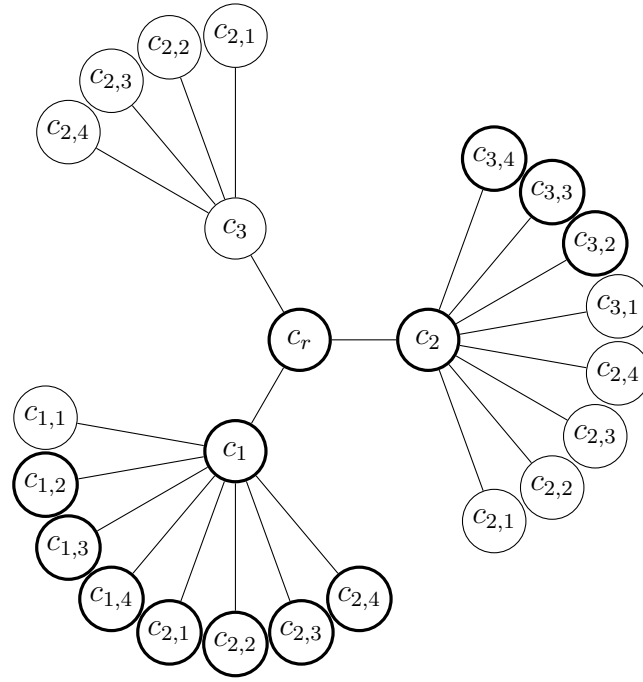 c_{2,1}
c_{2,2}
c_{2,3}
c_{2,4}
c_3
c_{3,4}
c_{3,3}
c_{3,2}
c_{3,1}
c_{2,4}
c_{2,3}
c_{2,2}
c_{2,1}
c_r
c_2
c_1
c_{1,1}
c_{1,2}
c_{1,3}
c_{1,4}
c_{2,1}
c_{2,2}
c_{2,3}
c_{2,4}